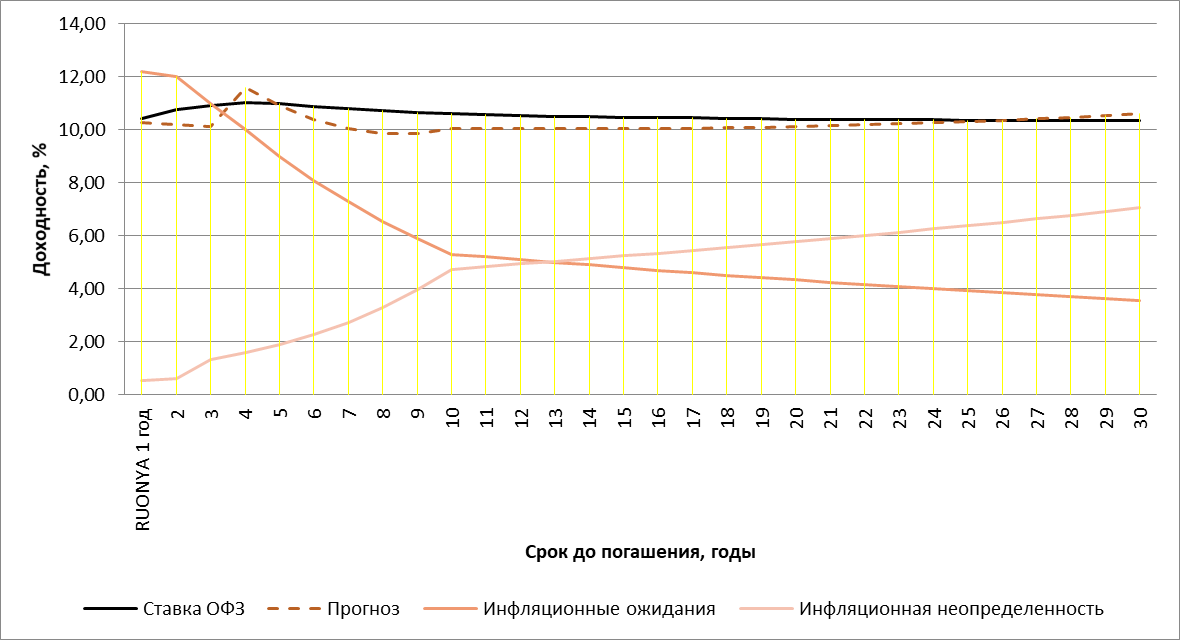 14,00
12,00
10,00
8,00
6,00
4,00
2,00
0,00
Доходность, %
RUONYA 1 год 2 3 4 5 6 7 8 9 10 11 12 13 14 15 16 17 18 19 20 21 22 23 24 25 26 27 28 29 30
Срок до погашения, годы
Ставка ОФЗ Прогноз Инфляционные ожидания Инфляционная неопределенность